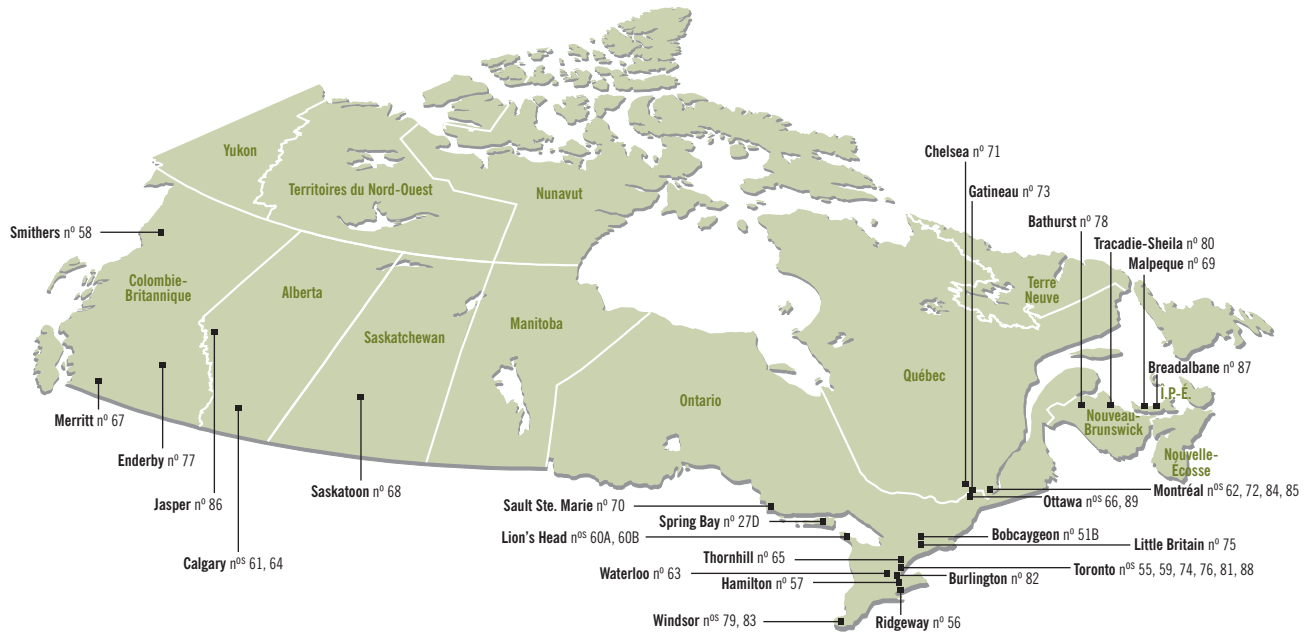 Chelsea nº 71
Yukon
Gatineau nº 73
Territoires du Nord-Ouest
Nunavut
Bathurst nº 78
Smithers nº 58
Tracadie-Sheila nº 80
Malpeque nº 69
Colombie-
Britannique
Alberta
Terre
Neuve
Saskatchewan
Manitoba
Breadalbane nº 87
Québec
Î.P.-É.
Ontario
Merritt nº 67
Nouveau-
Brunswick
Enderby nº 77
Nouvelle-
Écosse
Jasper nº 86
Saskatoon nº 68
Montréal nos 62, 72, 84, 85
Sault Ste. Marie nº 70
Ottawa nos 66, 89
Spring Bay nº 27D
Lion's Head nos 60A, 60B
Bobcaygeon nº 51B
Little Britain nº 75
Calgary nos 61, 64
Thornhill nº 65
Toronto nos 55, 59, 74, 76, 81, 88
Waterloo nº 63
Burlington nº 82
Hamilton nº 57
Windsor nos 79, 83
Ridgeway nº 56